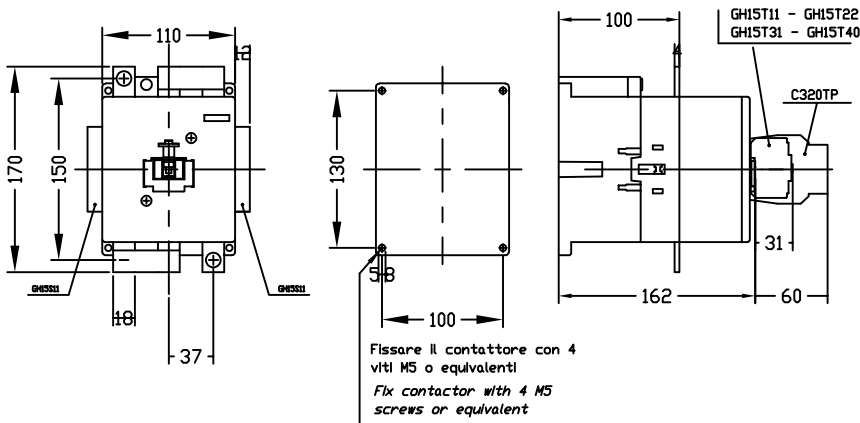 110
12
170
150
GH15S11
GH15S11
18
37
130
5.8
100
Fissare il contattore con 4
viti M5 o equivalenti
Fix contactor with 4 M5
screws or equivalent
100
4
GH15T11 - GH15T22
GH15T31 - GH15T40
C320TP
31
162
60